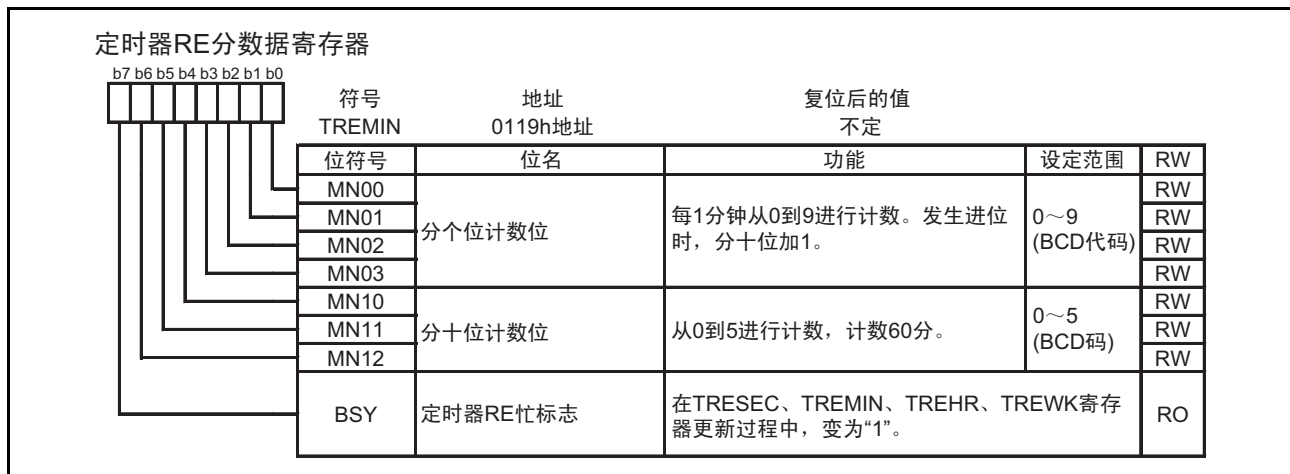 定时器RE分数据寄存器
b7 b6 b5 b4 b3 b2 b1 b0
符号 地址 复位后的值
TREMIN 0119h地址 不定
位符号 位名 功能 设定范围 RW
MN00 RW
MN01 RW
MN02 RW
MN03 RW
分个位计数位
每1分钟从0到9进行计数。发生进位
时，分十位加1。
0～9
(BCD代码)
MN10 RW
MN11 RW
MN12 RW
分十位计数位
从0到5进行计数，计数60分。
0～5
(BCD码)
BSY 定时器RE忙标志
在TRESEC、TREMIN、TREHR、TREWK寄存
器更新过程中，变为“1”。
RO